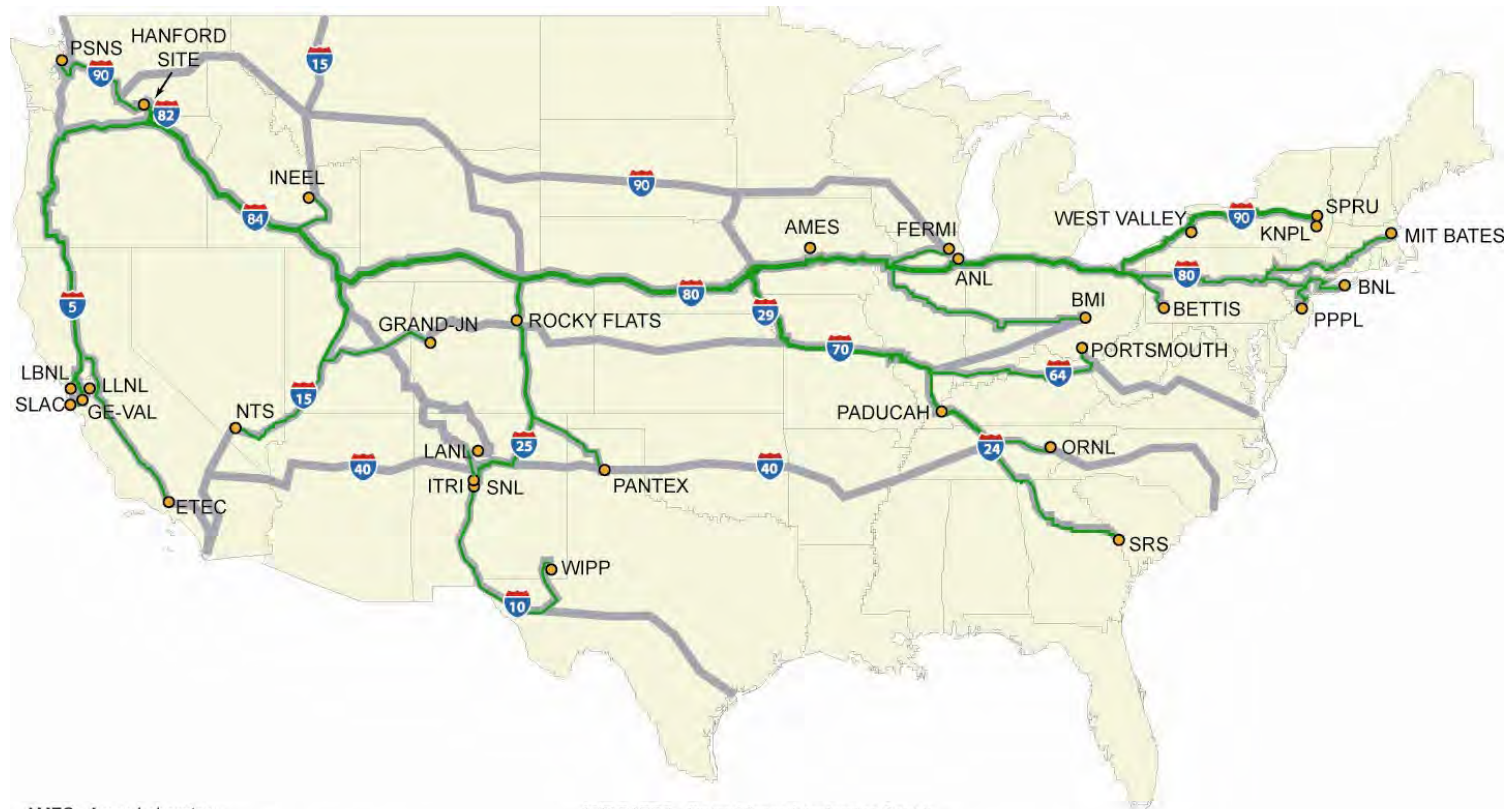 PSNS
HANFORD
SITE
90
15
82
INEEL
84
90
AMES
FERMI
ANL
WEST VALLEY
90
SPRU
KNPL
MIT BATES
80
BNL
BETTIS
PPPL
5
80
29
BMI
GRAND JN
ROCKY FLATS
70
PORTSMOUTH
64
LBNL
LLNL
SLAC
GE-VAL
15
NTS
PADUCAH
LANL
25
24
ORNL
40
40
ITRI
SNL
PANTEX
ETEC
SRS
WIPP
10